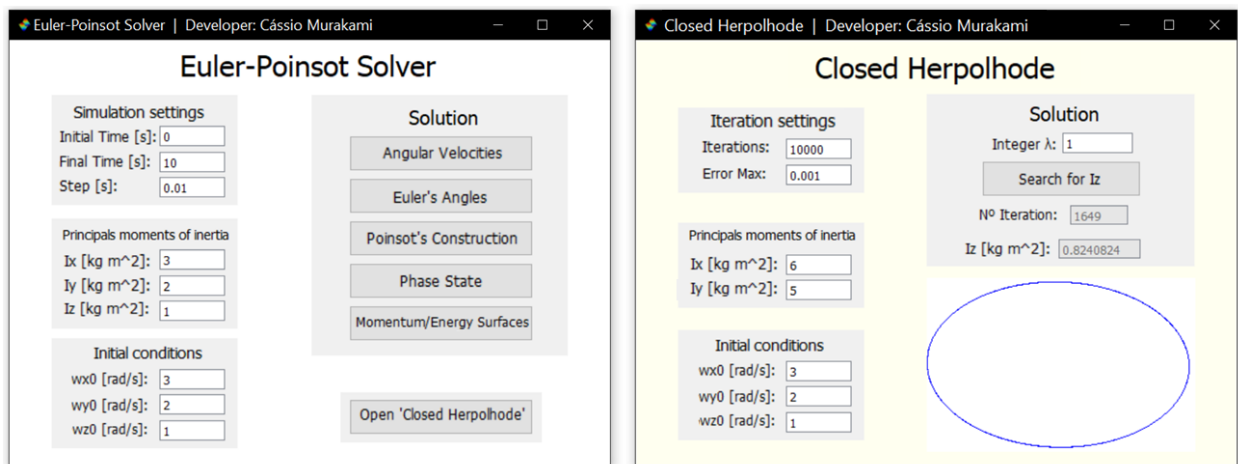 Euler-Poinsot Solver | Developer: Cássio Murakami
Euler-Poinsot Solver
Simulation settings
Initial Time [s]: 0
Final Time [s]: 10
Step [s]: 0.01
Principals moments of inertia
Ix [kg m^2]: 3
Iy [kg m^2]: 2
Iz [kg m^2]: 1
Initial conditions
wx0 [rad/s]: 3
wy0 [rad/s]: 2
wz0 [rad/s]: 1
Solution
Angular Velocities
Euler's Angles
Poinsot's Construction
Phase State
Momentum/Energy Surfaces
Open 'Closed Herpolhode'
Closed Herpolhode | Developer: Cássio Murakami
Closed Herpolhode
Iteration settings
Iterations: 10000
Error Max: 0.001
Principals moments of inertia
Ix [kg m^2]: 6
Iy [kg m^2]: 5
Initial conditions
wx0 [rad/s]: 3
wy0 [rad/s]: 2
wz0 [rad/s]: 1
Solution
Integer λ: 1
Search for Iz
Nº Iteration: 1649
Iz [kg m^2]: 0.8240824